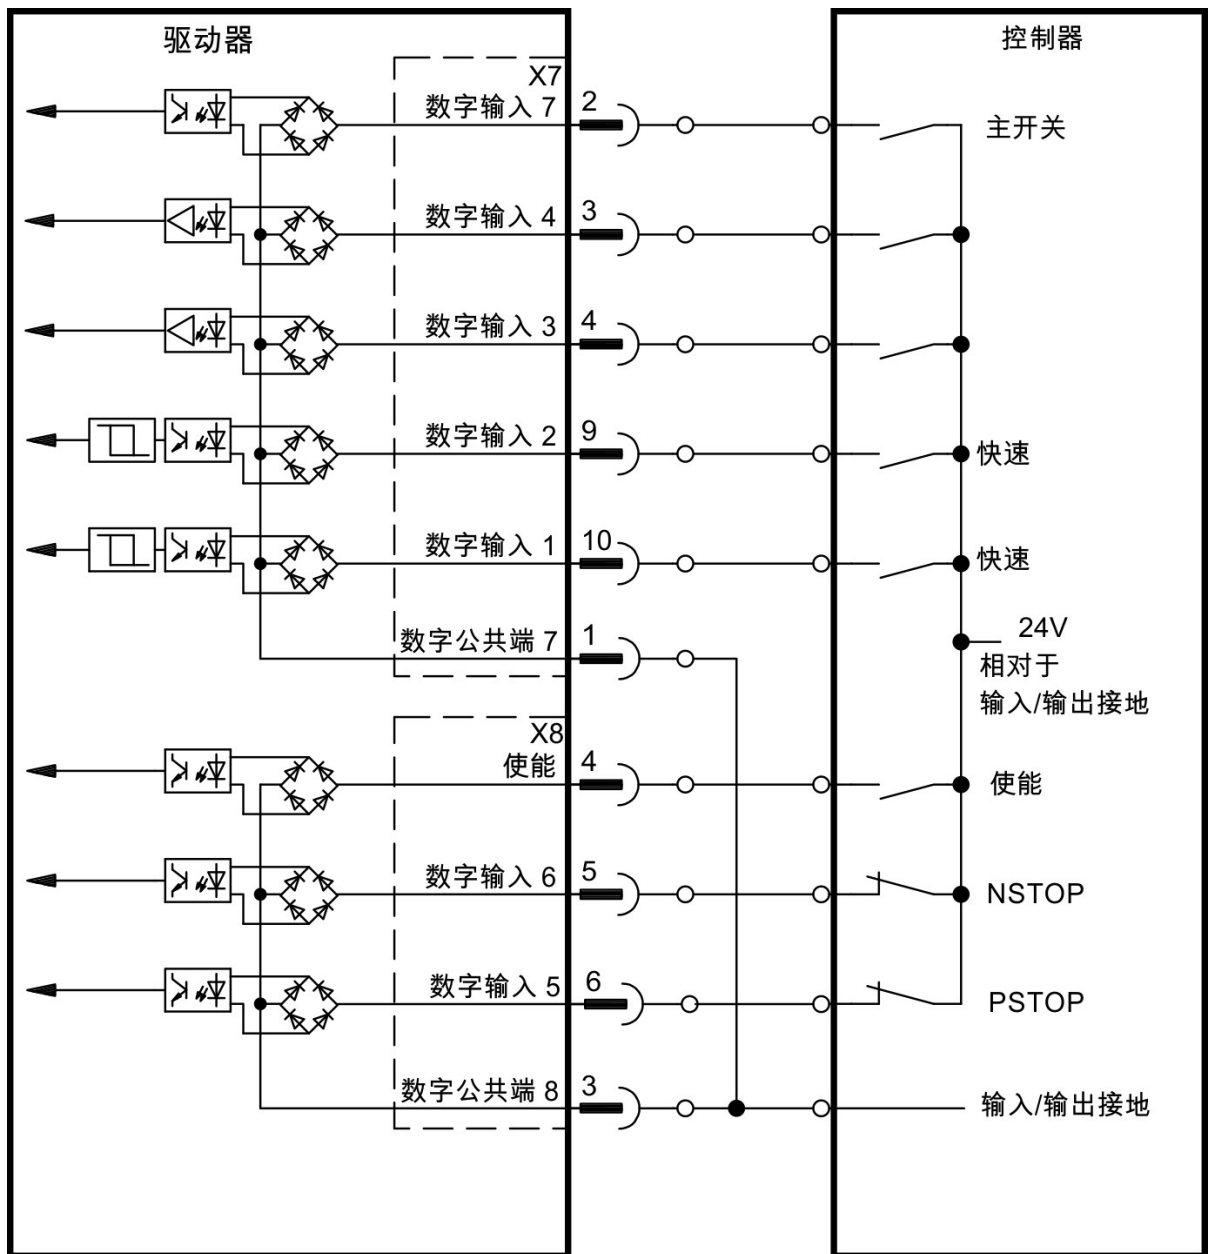 驱动器
控制器
X7
数字输入 7
2
主开关
数字输入 4
3
数字输入 3
4
数字输入 2
9
快速
数字输入 1
10
快速
数字公共端 7
1
24V
相对于
输入/输出接地
X8
使能
4
使能
数字输入 6
5
NSTOP
数字输入 5
6
PSTOP
数字公共端 8
3
输入/输出接地